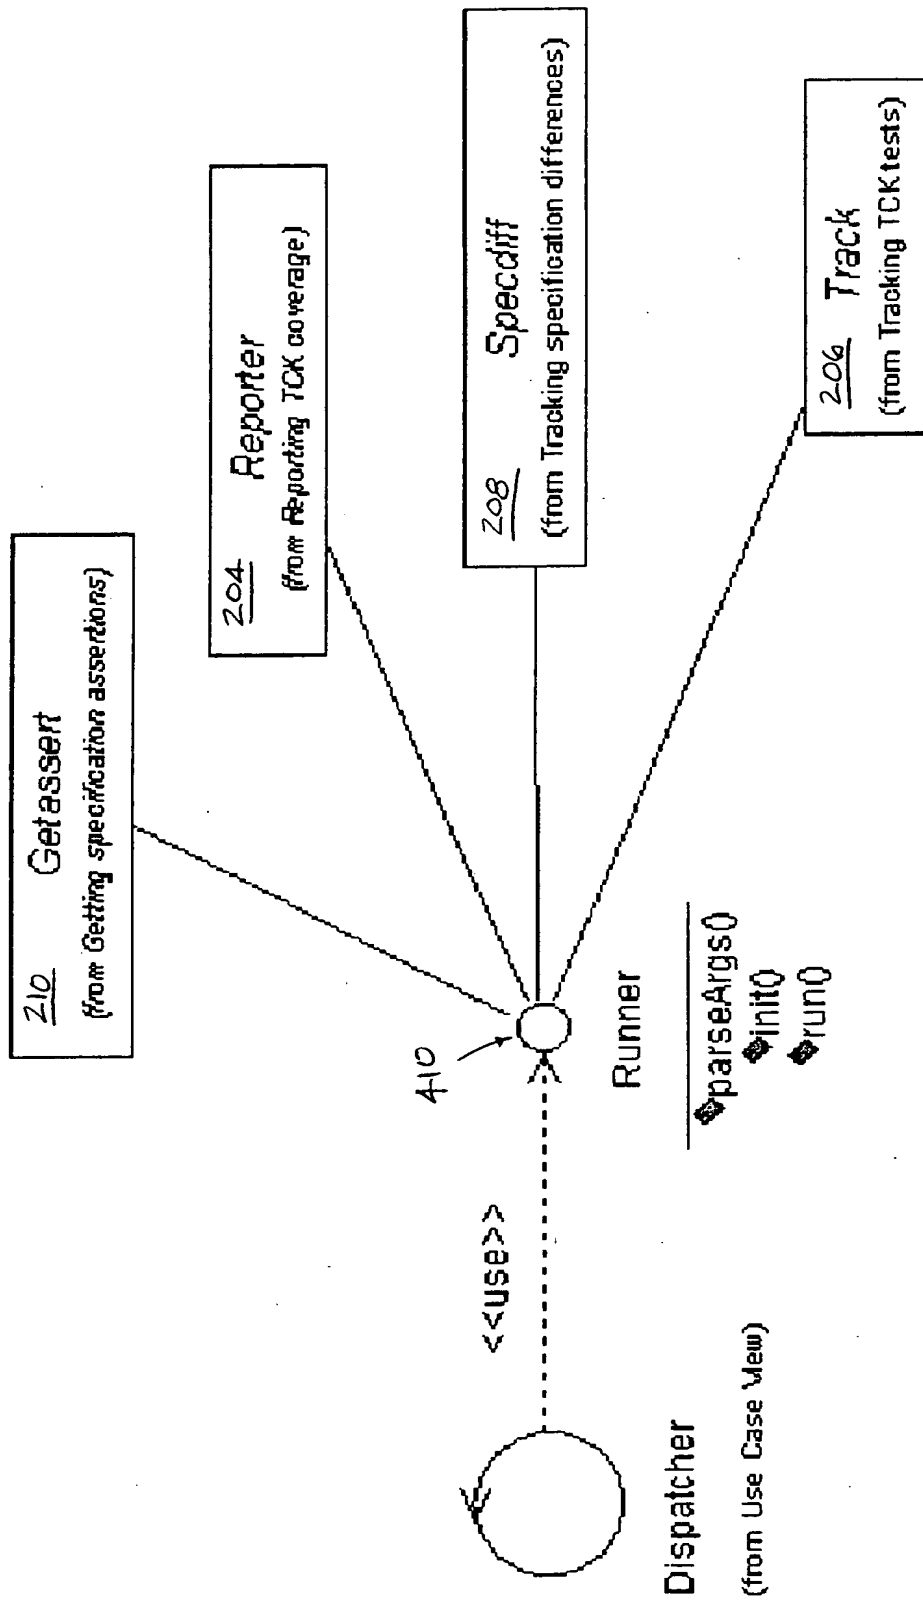 210 Getassert
(from Getting specification assertions)
204 Reporter
(from Reporting TCK coverage)
208 Specdiff
(from Tracking specification differences)
206 Track
(from Tracking TCK tests)
410
Runner
parseArgs()
init()
run()
<<use>>
Dispatcher
(from Use Case View)